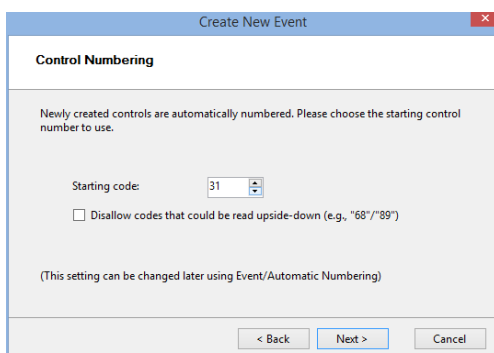 Create New Event
Control Numbering
Newly created controls are automatically numbered. Please choose the starting control
number to use.
Starting code: 31
Disallow codes that could be read upside-down (e.g., "68"/"89")
(This setting can be changed later using Event/Automatic Numbering)
< Back Next > Cancel